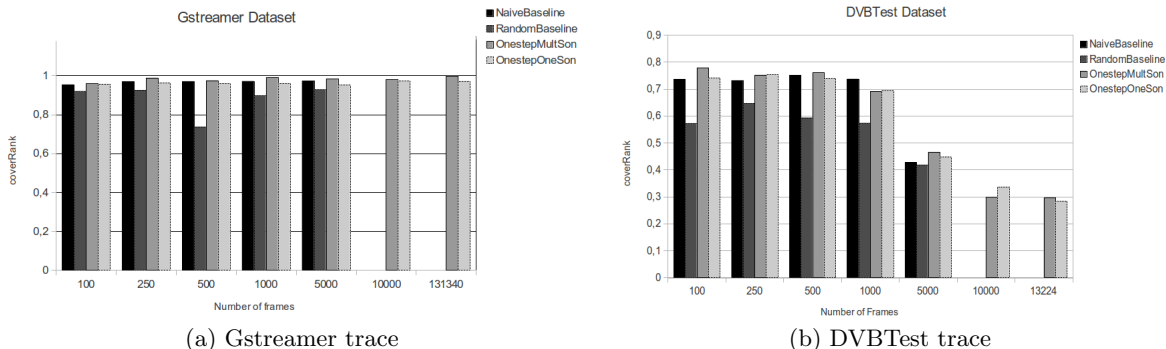 Gstreamer Dataset
coverRank
1
0,8
0,6
0,4
0,2
0
100 250 500 1000 5000 10000 131340
Number of frames
NaiveBaseline
RandomBaseline
OnestepMultSon
OnestepOneSon
(a) Gstreamer trace
DVBTest Dataset
coverRank
0,9
0,8
0,7
0,6
0,5
0,4
0,3
0,2
0,1
0
100 250 500 1000 5000 10000 13224
Number of Frames
NaiveBaseline
RandomBaseline
OnestepMultSon
OnestepOneSon
(b) DVBTest trace